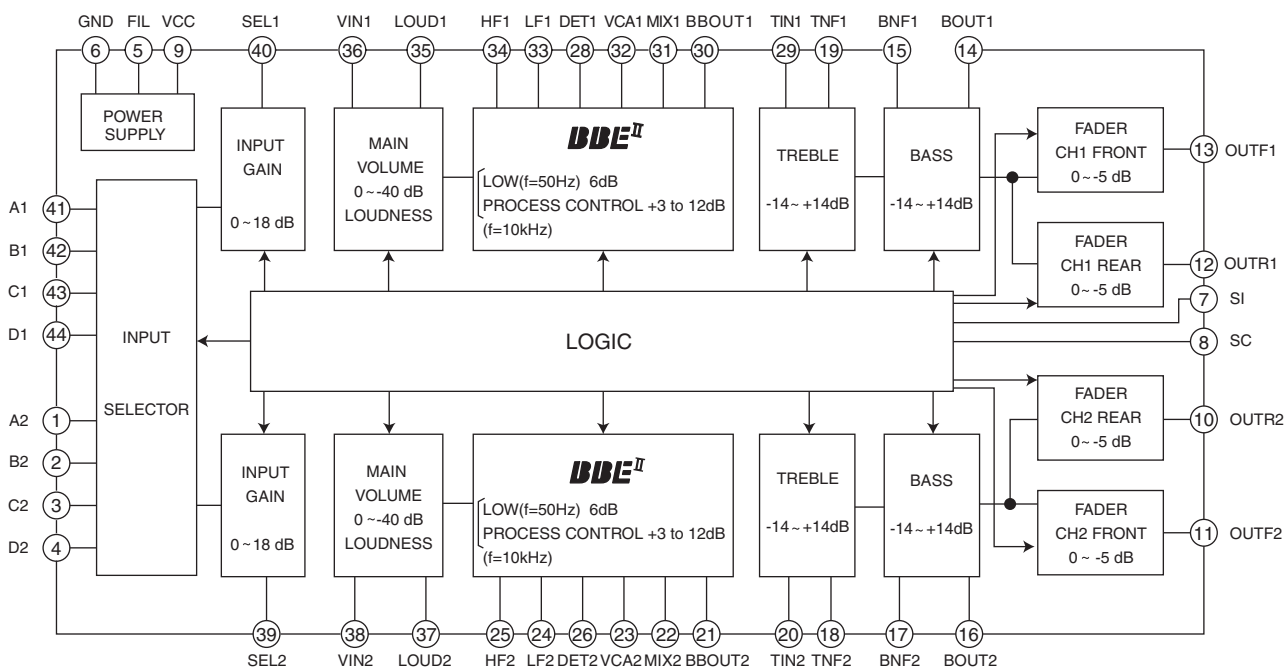 GND FIL VCC SEL1 VIN1 LOUD1 HF1 LF1 DET1 VCA1 MIX1 BBOUT1 TIN1 TNF1 BNF1 BOUT1
6 5 9 40 36 35 34 33 28 32 31 30 29 19 15 14
POWER
SUPPLY
INPUT
GAIN
0 ~ 18 dB
MAIN
VOLUME
0 ~ -40 dB
LOUDNESS
BBE II
LOW(f=50Hz) 6dB
PROCESS CONTROL +3 to 12dB
(f=10kHz)
TREBLE
-14 ~ +14dB
BASS
-14 ~ +14dB
FADER
CH1 FRONT
0 ~ -5 dB
13 OUTF1
FADER
CH1 REAR
0 ~ -5 dB
12 OUTR1
7 SI
8 SC
A1 41
B1 42
C1 43
D1 44
INPUT
SELECTOR
LOGIC
A2 1
B2 2
C2 3
D2 4
INPUT
GAIN
0 ~ 18 dB
MAIN
VOLUME
0 ~ -40 dB
LOUDNESS
BBE II
LOW(f=50Hz) 6dB
PROCESS CONTROL +3 to 12dB
(f=10kHz)
TREBLE
-14 ~ +14dB
BASS
-14 ~ +14dB
FADER
CH2 REAR
0 ~ -5 dB
10 OUTR2
FADER
CH2 FRONT
0 ~ -5 dB
11 OUTF2
39 38 37 25 24 26 23 22 21 20 18 17 16
SEL2 VIN2 LOUD2 HF2 LF2 DET2 VCA2 MIX2 BBOUT2 TIN2 TNF2 BNF2 BOUT2